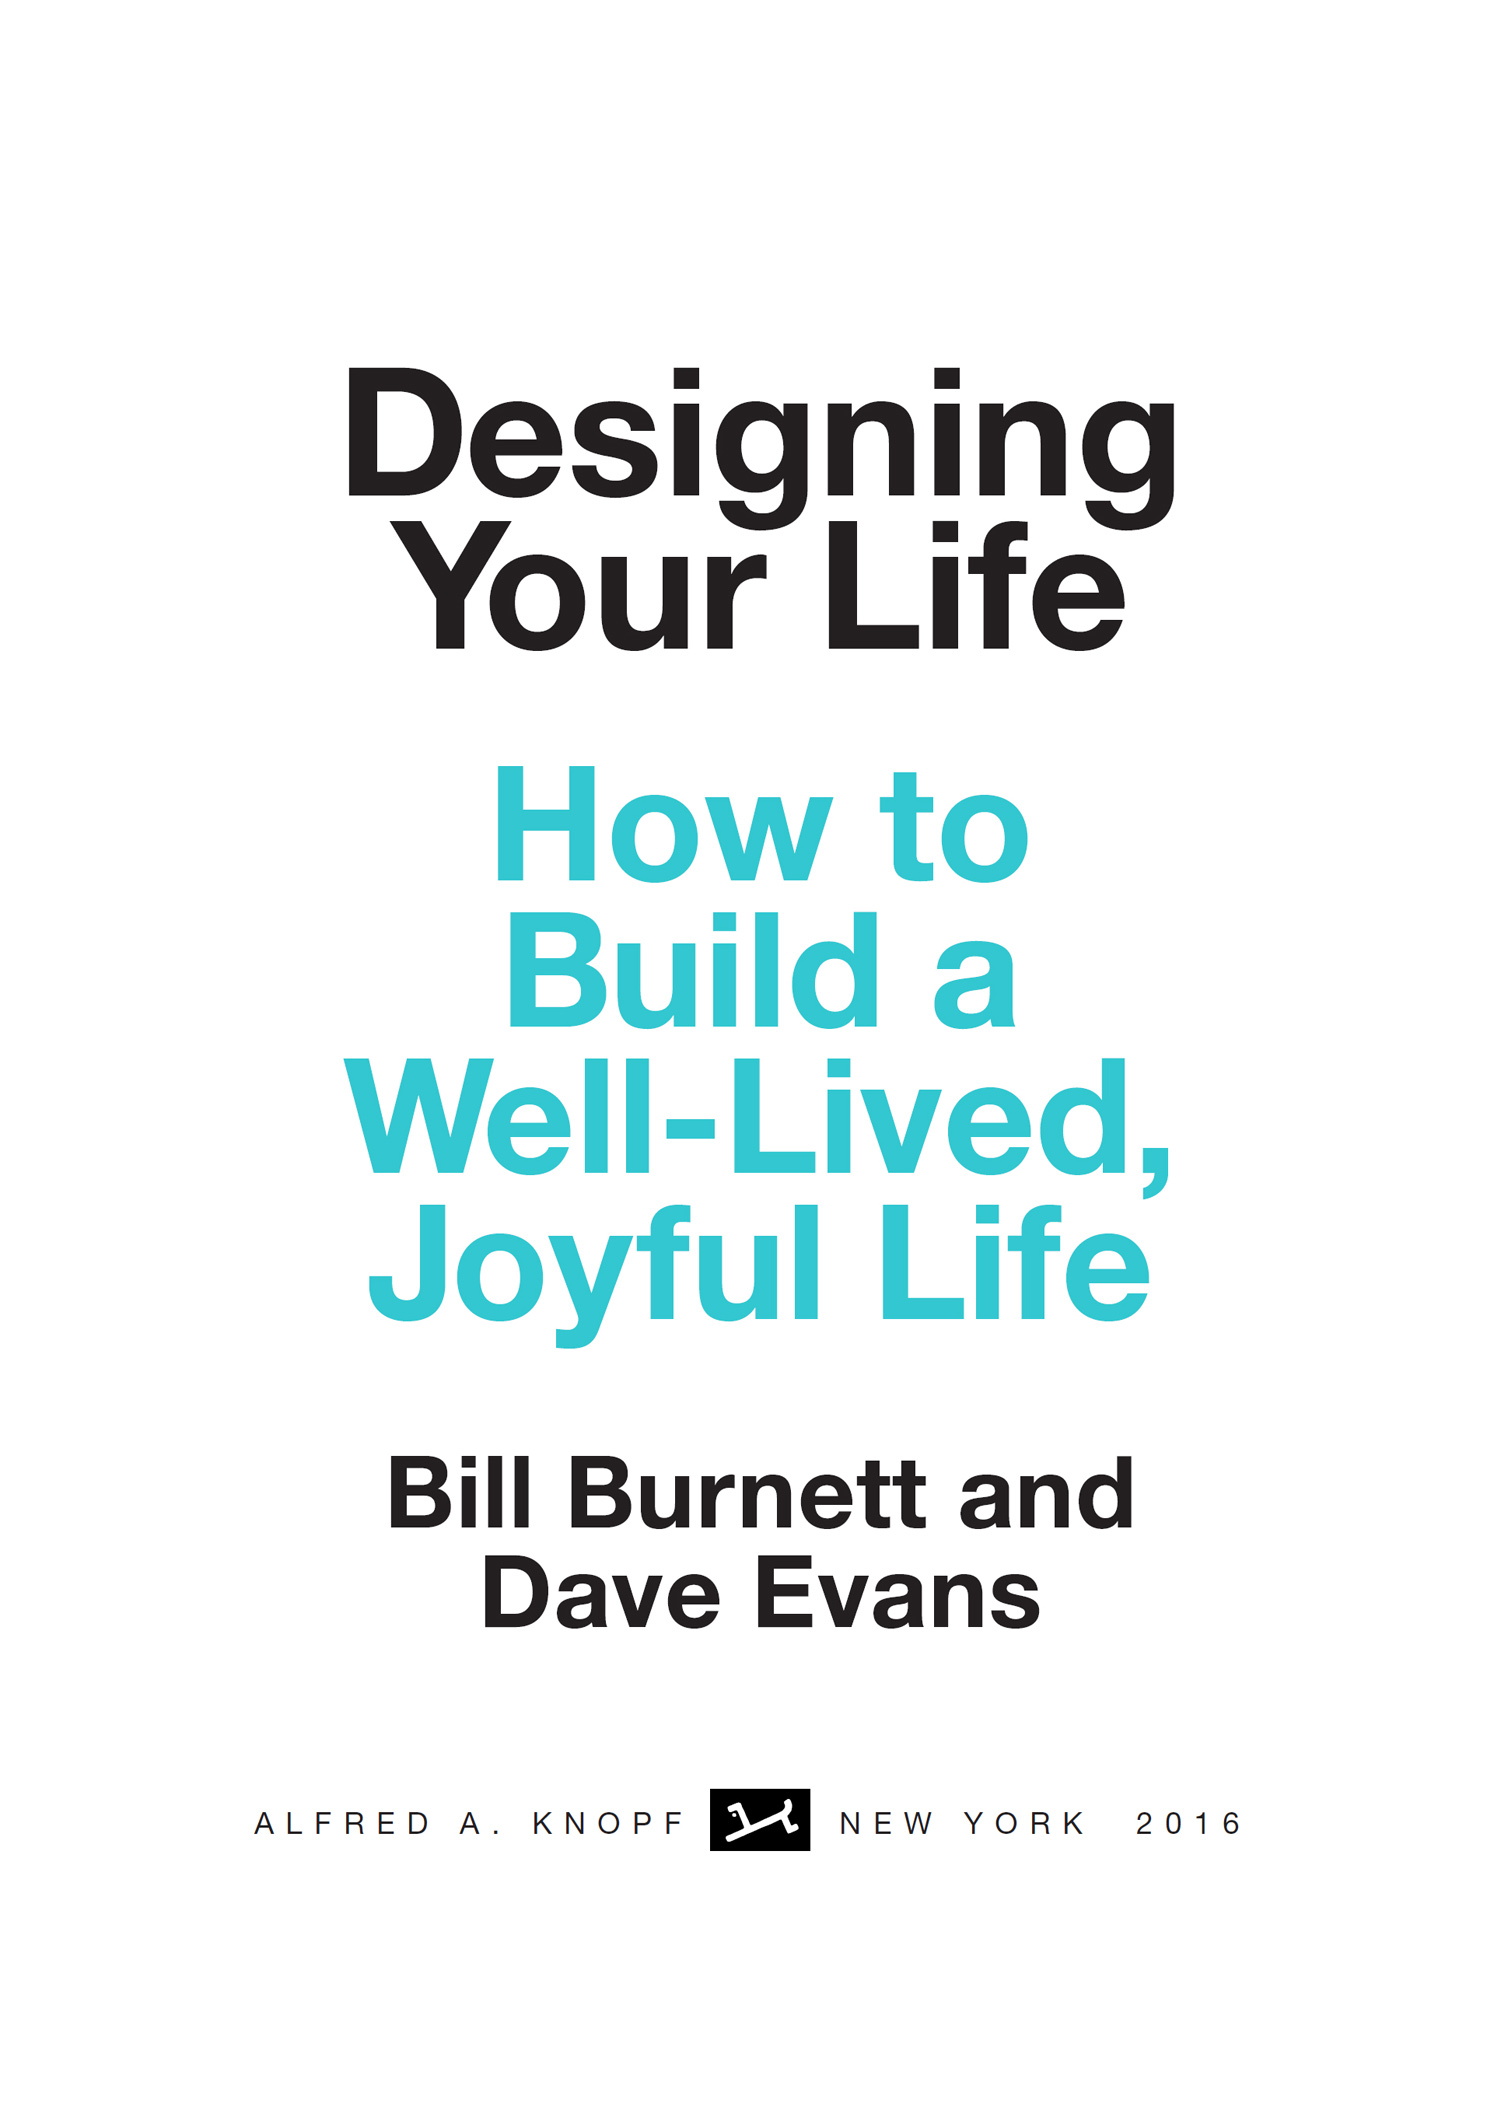 Designing
Your Life
How to
Build a
Well-Lived,
Joyful Life
Bill Burnett and
Dave Evans
ALFRED A. KNOPF NEW YORK 2016